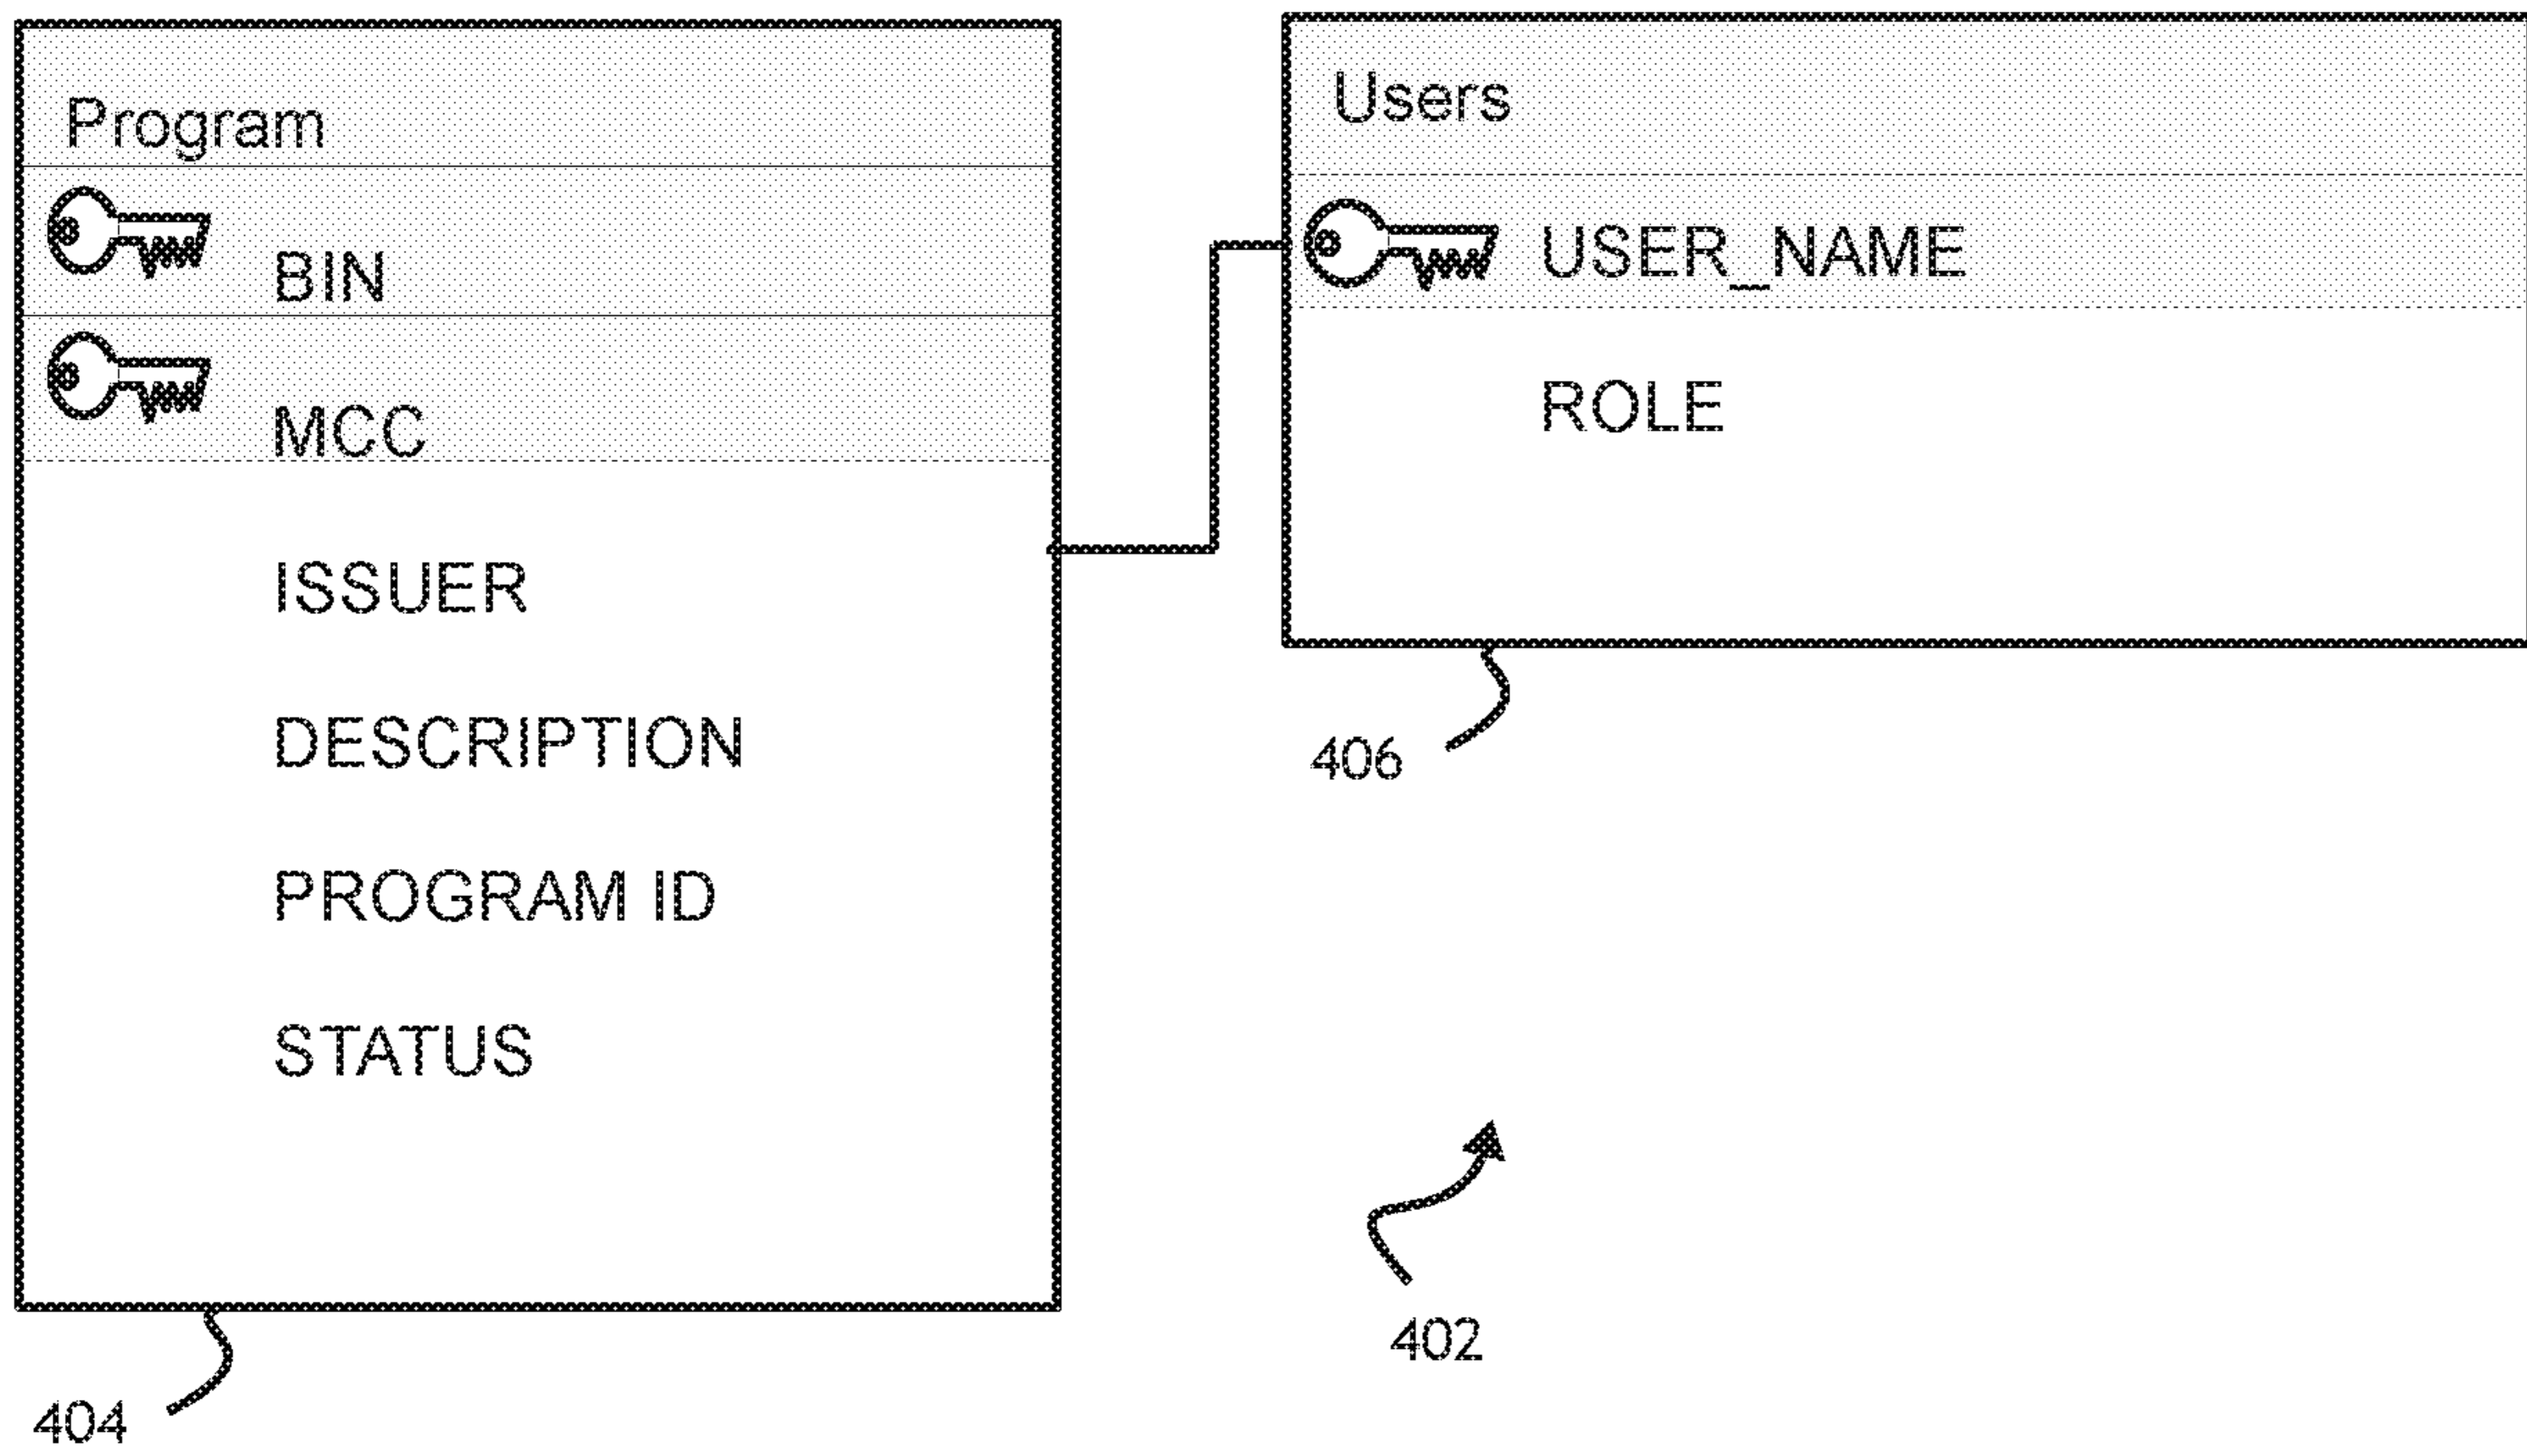 Program
BIN
MCC
ISSUER
DESCRIPTION
PROGRAM ID
STATUS
404
Users
USER_NAME
ROLE
406
402